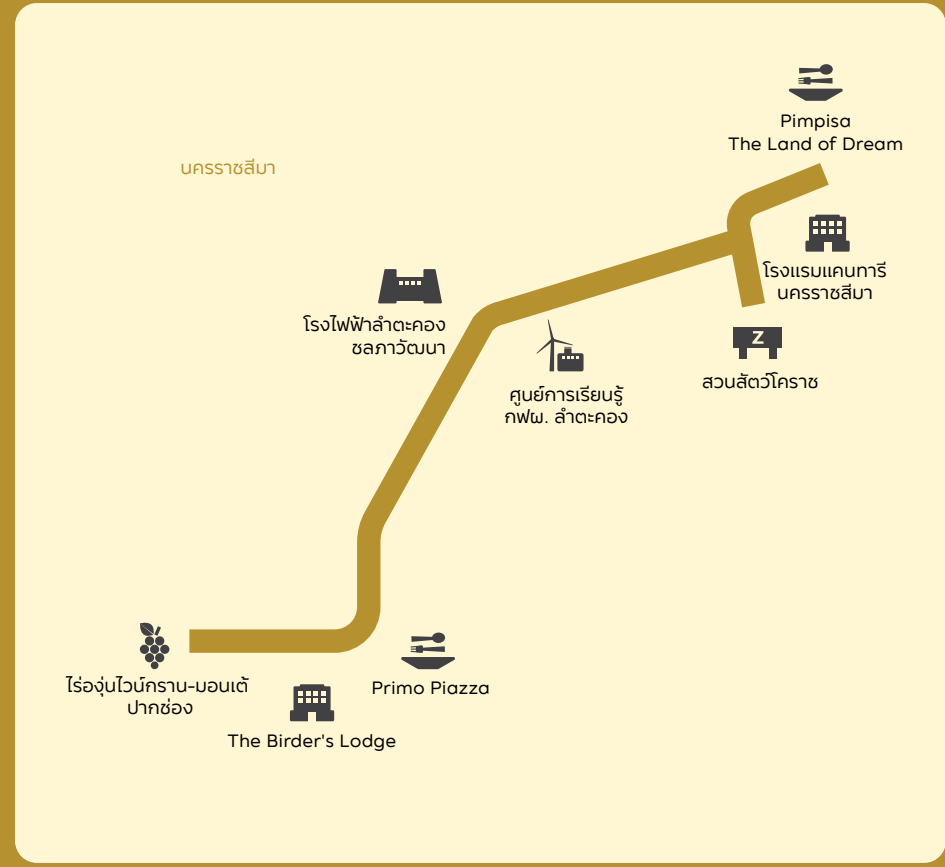 Pimpisa
The Land of Dream
นครราชสีมา
โรงแรมแคนทารี
นครราชสีมา
โรงไฟฟ้าลำตะคอง
ชลภาวัฒนา
Z
สวนสัตว์โคราช
ศูนย์การเรียนรู้
กฟผ. ลำตะคอง
ไร่องุ่นไวน์กราน-มอนเต้
ปากช่อง
Primo Piazza
The Birder's Lodge